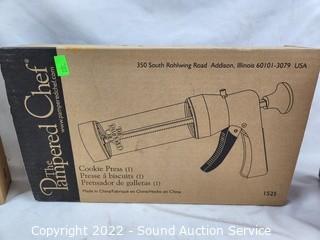 The
Pampered Chef®
www.pamperedchef.com
350 South Rohlwing Road Addison, Illinois 60101-3079 USA
Cookie Press (1)
Presse à biscuits (1)
Prensador de galletas (1)
Made in China/Fabriqué en Chine/Hecho en China
1525
Copyright 2022 - Sound Auction Service